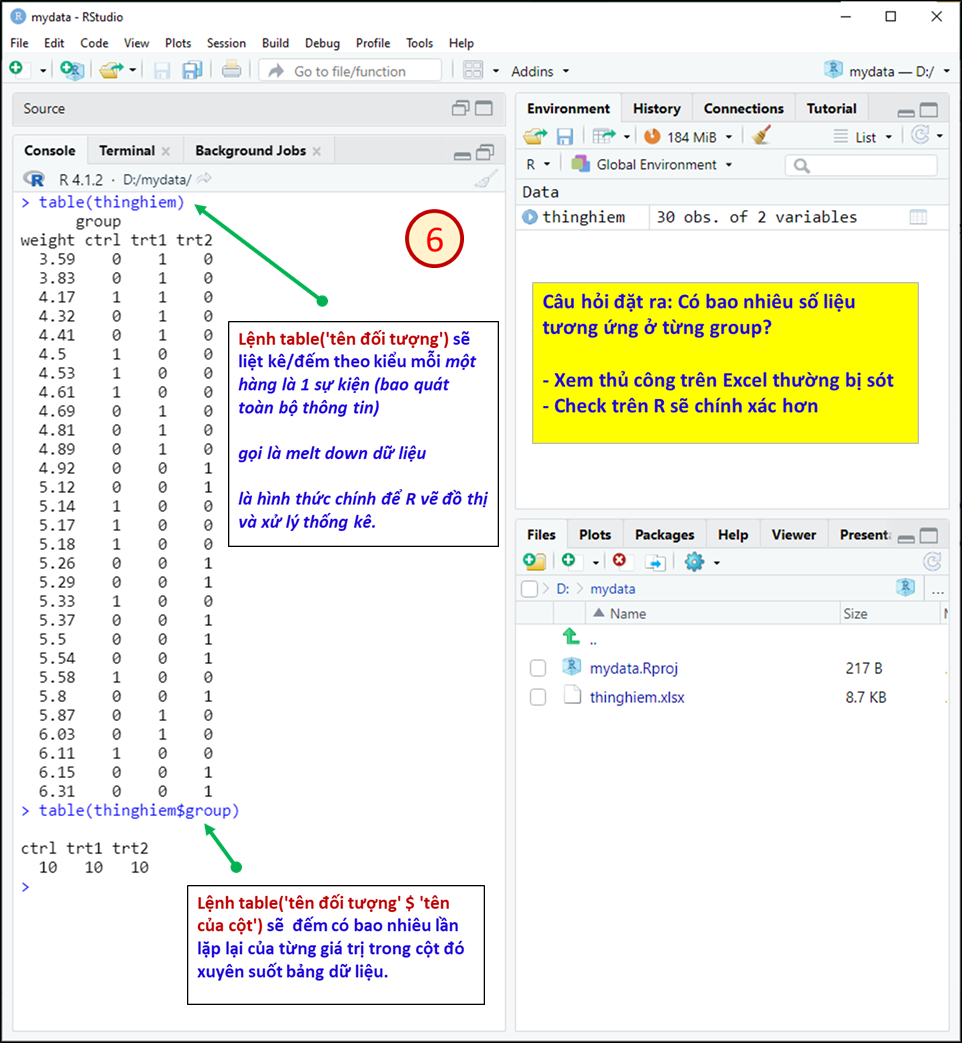 mydata - RStudio
File Edit Code View Plots Session Build Debug Profile Tools Help
Go to file/function Addins mydata — D:/
Source
Console Terminal Background Jobs
R 4.1.2 · D:/mydata/
> table(thinghiem)
group
weight ctrl trt1 trt2
3.59 0 1 0
3.83 0 1 0
4.17 1 1 0
4.32 0 1 0
4.41 0 1 0
4.5 1 0 0
4.53 1 0 0
4.61 1 0 0
4.69 0 1 0
4.81 0 1 0
4.89 0 1 0
4.92 0 0 1
5.12 0 0 1
5.14 1 0 0
5.17 1 0 0
5.18 1 0 0
5.26 0 0 1
5.29 0 0 1
5.33 1 0 0
5.37 0 0 1
5.5 0 0 1
5.54 0 0 1
5.58 1 0 0
5.8 0 0 1
5.87 0 1 0
6.03 0 1 0
6.11 1 0 0
6.15 0 0 1
6.31 0 0 1
> table(thinghiem$group)
ctrl trt1 trt2
10 10 10
>
6
Lệnh table('tên đối tượng') sẽ
liệt kê/đếm theo kiểu mỗi một
hàng là 1 sự kiện (bao quát
toàn bộ thông tin)
gọi là melt down dữ liệu
là hình thức chính để R vẽ đồ thị
và xử lý thống kê.
Lệnh table('tên đối tượng' $ 'tên
của cột') sẽ đếm có bao nhiêu lần
lặp lại của từng giá trị trong cột đó
xuyên suốt bảng dữ liệu.
Environment History Connections Tutorial
184 MiB List
R Global Environment
Data
thinghiem 30 obs. of 2 variables
Câu hỏi đặt ra: Có bao nhiêu số liệu
tương ứng ở từng group?
- Xem thủ công trên Excel thường bị sót
- Check trên R sẽ chính xác hơn
Files Plots Packages Help Viewer Present
D: mydata ...
Name Size
..
mydata.Rproj 217 B
thinghiem.xlsx 8.7 KB